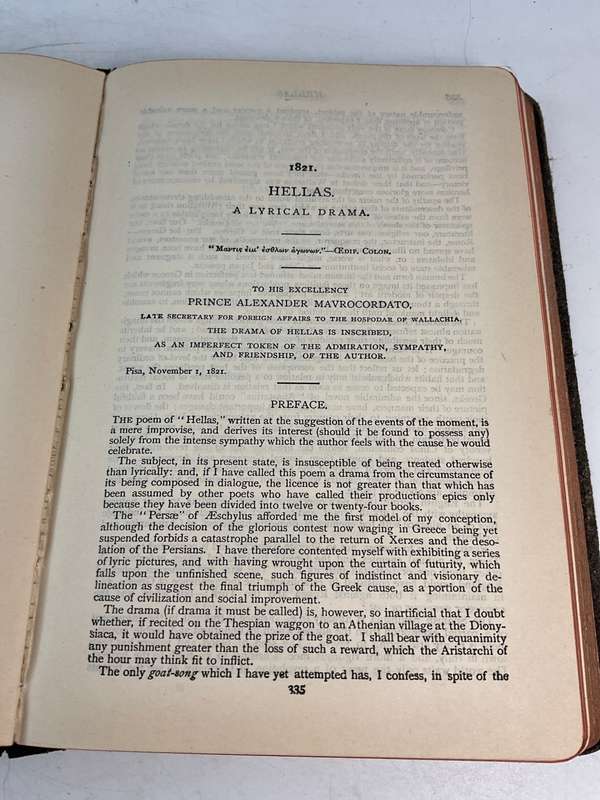 1821.
HELLAS.
A LYRICAL DRAMA.
"Μαντις ειμ' ἐσθλων ἀγωνων."—ŒDIP. COLON.
TO HIS EXCELLENCY
PRINCE ALEXANDER MAVROCORDATO,
LATE SECRETARY FOR FOREIGN AFFAIRS TO THE HOSPODAR OF WALLACHIA,
THE DRAMA OF HELLAS IS INSCRIBED,
AS AN IMPERFECT TOKEN OF THE ADMIRATION, SYMPATHY,
AND FRIENDSHIP, OF THE AUTHOR.
Pisa, November 1, 1821.
PREFACE.
THE poem of "Hellas," written at the suggestion of the events of the moment, is
a mere improvise, and derives its interest (should it be found to possess any)
solely from the intense sympathy which the author feels with the cause he would
celebrate.
The subject, in its present state, is insusceptible of being treated otherwise
than lyrically: and, if I have called this poem a drama from the circumstance of
its being composed in dialogue, the licence is not greater than that which has
been assumed by other poets who have called their productions epics only
because they have been divided into twelve or twenty-four books.
The "Persæ" of Æschylus afforded me the first model of my conception,
although the decision of the glorious contest now waging in Greece being yet
suspended forbids a catastrophe parallel to the return of Xerxes and the deso-
lation of the Persians. I have therefore contented myself with exhibiting a series
of lyric pictures, and with having wrought upon the curtain of futurity, which
falls upon the unfinished scene, such figures of indistinct and visionary de-
lineation as suggest the final triumph of the Greek cause, as a portion of the
cause of civilization and social improvement.
The drama (if drama it must be called) is, however, so inartificial that I doubt
whether, if recited on the Thespian waggon to an Athenian village at the Diony-
siaca, it would have obtained the prize of the goat. I shall bear with equanimity
any punishment greater than the loss of such a reward, which the Aristarchi of
the hour may think fit to inflict.
The only goat-song which I have yet attempted has, I confess, in spite of the
335